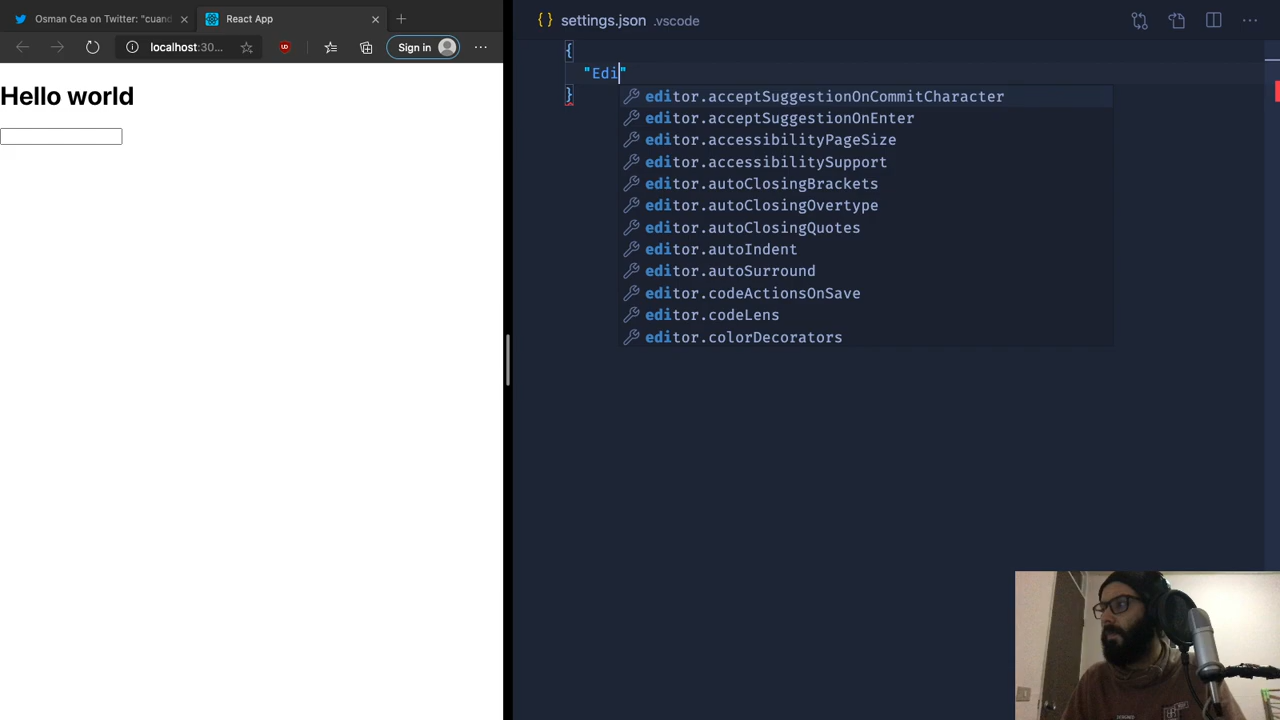 Osman Cea on Twitter: "cuand
React App
localhost:30...
UD
Sign in
Hello world
settings.json .vscode
{
"Edi"
}
editor.acceptSuggestionOnCommitCharacter
editor.acceptSuggestionOnEnter
editor.accessibilityPageSize
editor.accessibilitySupport
editor.autoClosingBrackets
editor.autoClosingOvertype
editor.autoClosingQuotes
editor.autoIndent
editor.autoSurround
editor.codeActionsOnSave
editor.codeLens
editor.colorDecorators